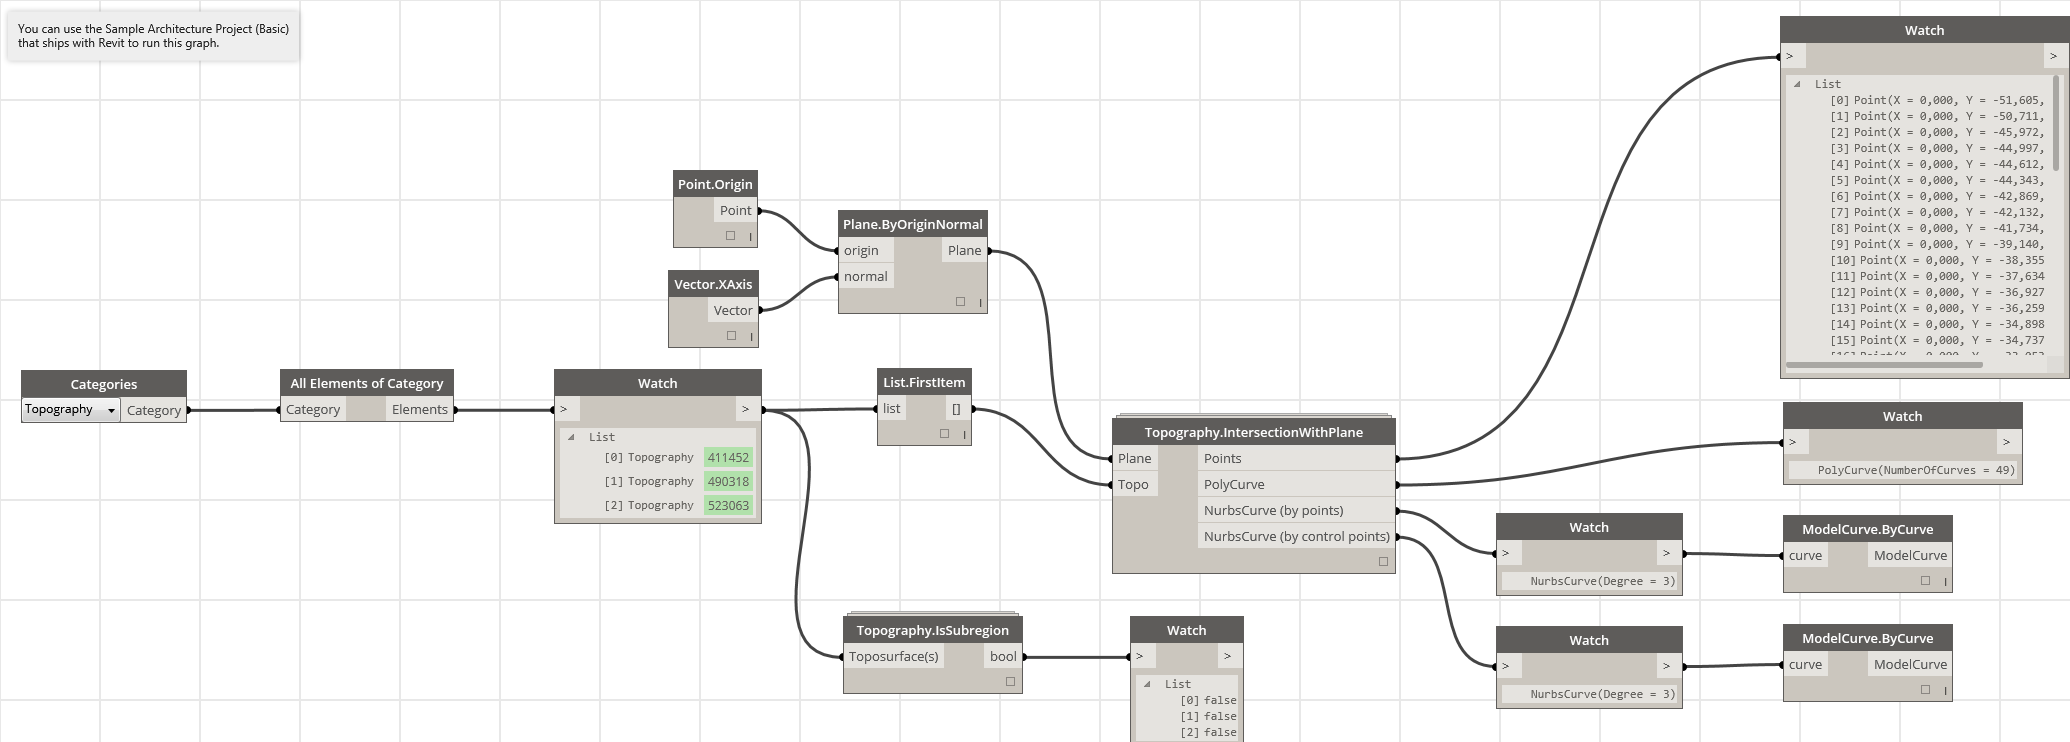 You can use the Sample Architecture Project (Basic)
that ships with Revit to run this graph.
Categories
Topography
Category
All Elements of Category
Category
Elements
Watch
>
>
List
[0] Topography 411452
[1] Topography 490318
[2] Topography 523063
Point.Origin
Point
Vector.XAxis
Vector
Plane.ByOriginNormal
origin
Plane
normal
List.FirstItem
list
[]
Topography.IsSubregion
Toposurface(s)
bool
Watch
>
>
List
[0] false
[1] false
[2] false
Topography.IntersectionWithPlane
Plane
Points
Topo
PolyCurve
NurbsCurve (by points)
NurbsCurve (by control points)
Watch
>
>
List
[0] Point(X = 0,000, Y = -51,605,
[1] Point(X = 0,000, Y = -50,711,
[2] Point(X = 0,000, Y = -45,972,
[3] Point(X = 0,000, Y = -44,997,
[4] Point(X = 0,000, Y = -44,612,
[5] Point(X = 0,000, Y = -44,343,
[6] Point(X = 0,000, Y = -42,869,
[7] Point(X = 0,000, Y = -42,132,
[8] Point(X = 0,000, Y = -41,734,
[9] Point(X = 0,000, Y = -39,140,
[10] Point(X = 0,000, Y = -38,355
[11] Point(X = 0,000, Y = -37,634
[12] Point(X = 0,000, Y = -36,927
[13] Point(X = 0,000, Y = -36,259
[14] Point(X = 0,000, Y = -34,898
[15] Point(X = 0,000, Y = -34,737
Watch
>
>
PolyCurve(NumberOfCurves = 49)
Watch
>
>
NurbsCurve(Degree = 3)
ModelCurve.ByCurve
curve
ModelCurve
Watch
>
>
NurbsCurve(Degree = 3)
ModelCurve.ByCurve
curve
ModelCurve